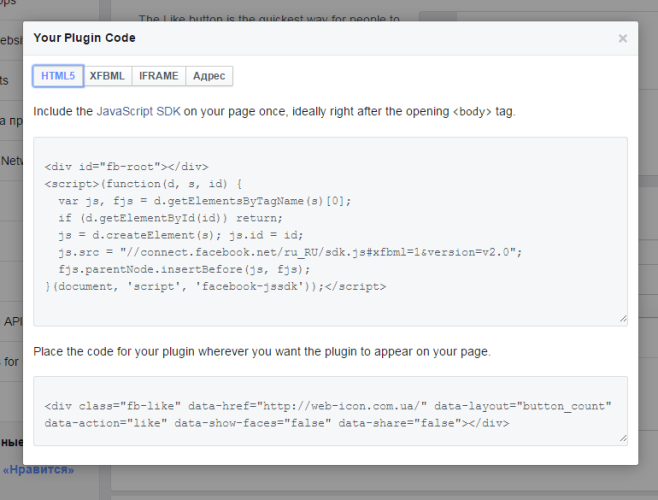 The Like button is the quickest way for people to
Your Plugin Code
×
HTML5 XFBML IFRAME Адрес
Include the JavaScript SDK on your page once, ideally right after the opening <body> tag.
<div id="fb-root"></div>
<script>(function(d, s, id) {
  var js, fjs = d.getElementsByTagName(s)[0];
  if (d.getElementById(id)) return;
  js = d.createElement(s); js.id = id;
  js.src = "//connect.facebook.net/ru_RU/sdk.js#xfbml=1&version=v2.0";
  fjs.parentNode.insertBefore(js, fjs);
}(document, 'script', 'facebook-jssdk'));</script>
API
Place the code for your plugin wherever you want the plugin to appear on your page.
for
<div class="fb-like" data-href="http://web-icon.com.ua/" data-layout="button_count"
data-action="like" data-show-faces="false" data-share="false"></div>
ные
«Нравится»